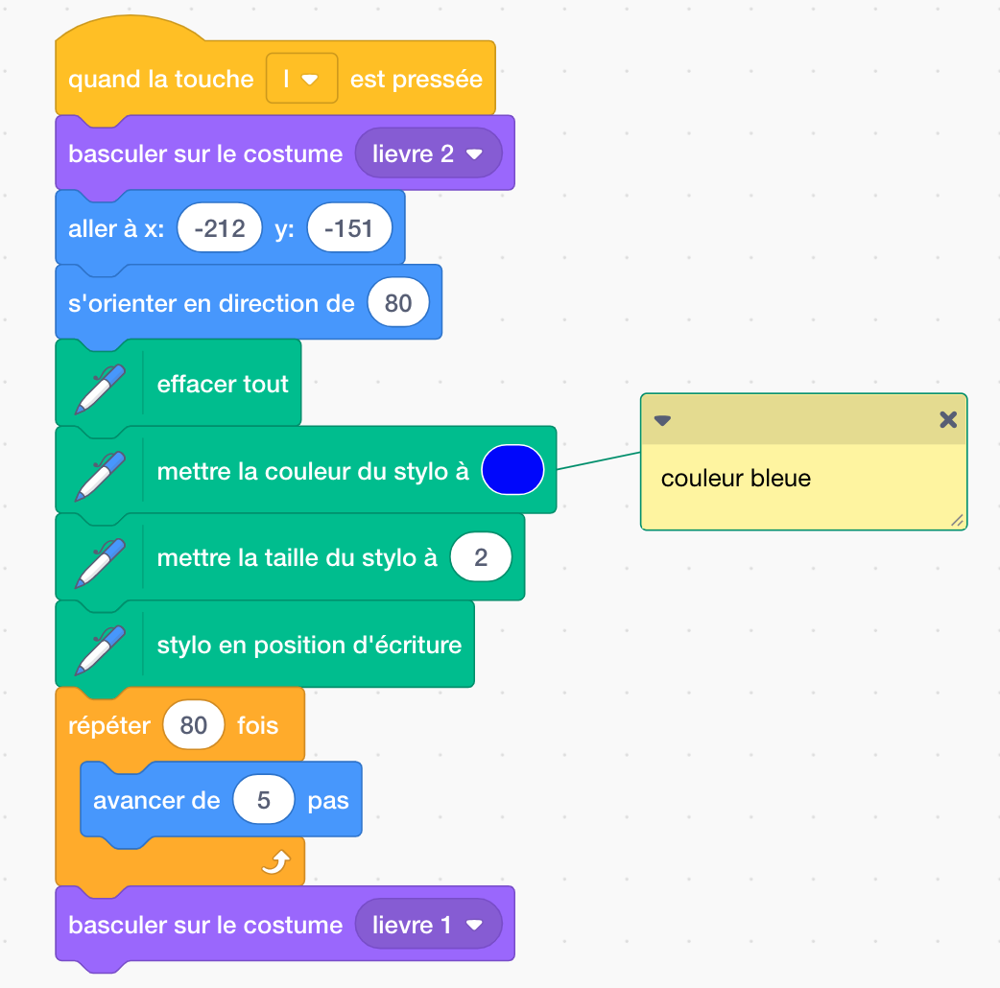 quand la touche l est pressée
basculer sur le costume lievre 2
aller à x: -212 y: -151
s'orienter en direction de 80
effacer tout
mettre la couleur du stylo à
couleur bleue
mettre la taille du stylo à 2
stylo en position d'écriture
répéter 80 fois
avancer de 5 pas
basculer sur le costume lievre 1